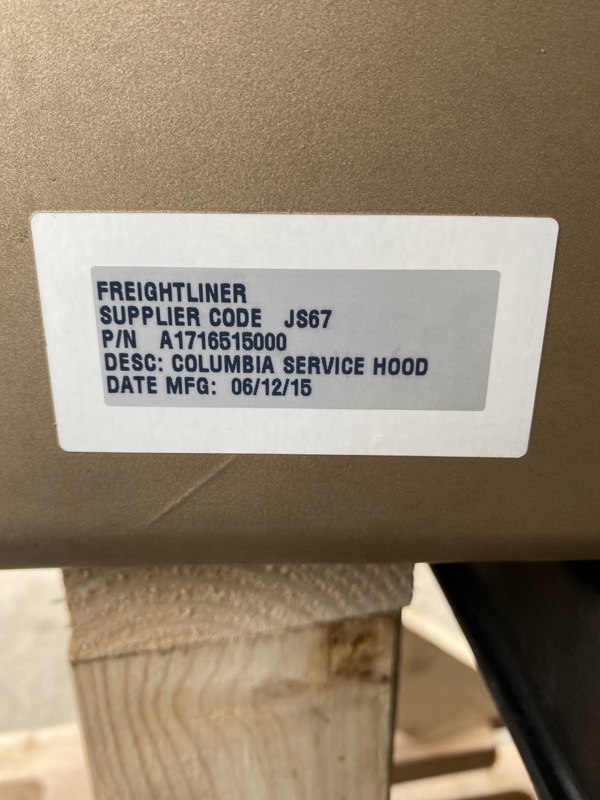 FREIGHTLINER
SUPPLIER CODE JS67
P/N A1716515000
DESC: COLUMBIA SERVICE HOOD
DATE MFG: 06/12/15